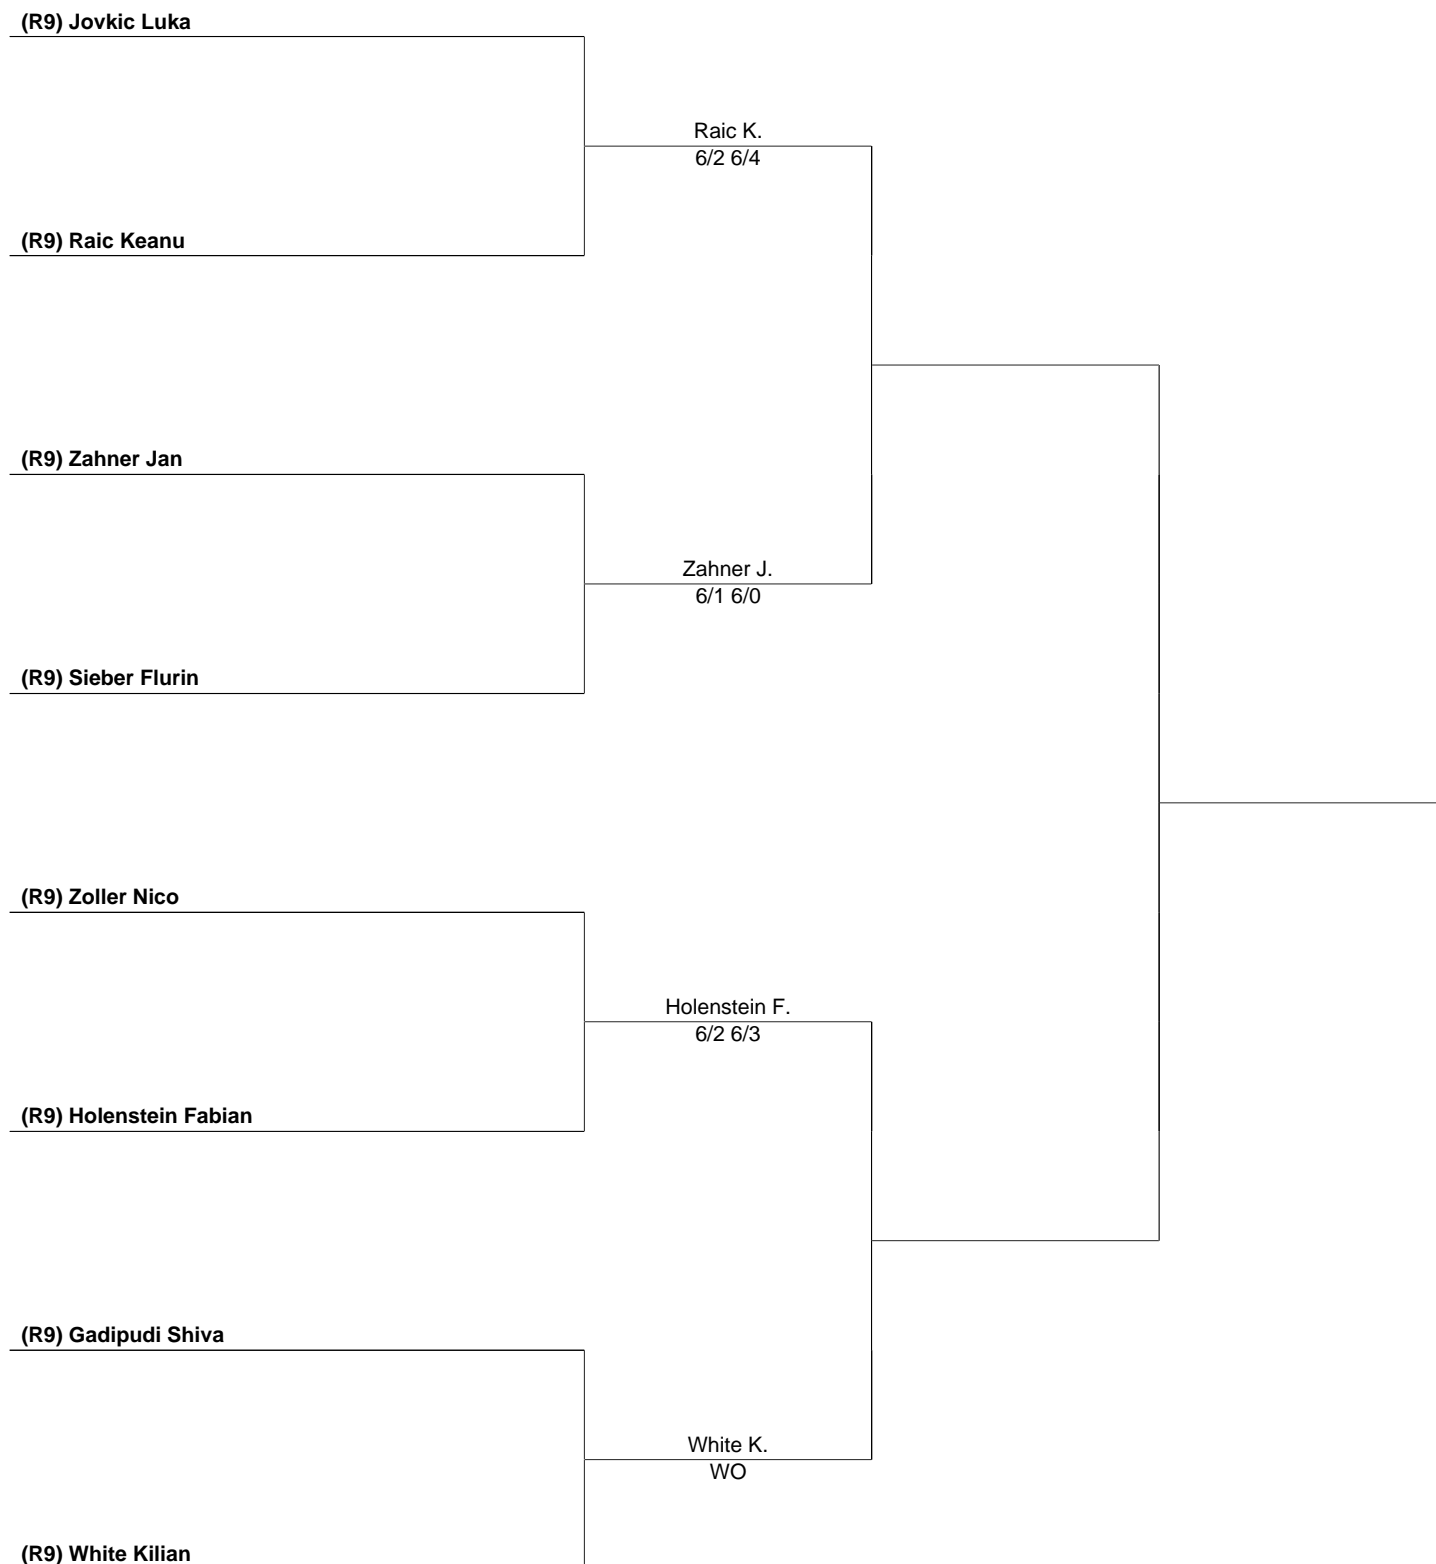 (R9) Jovkic Luka
Raic K.
6/2 6/4
(R9) Raic Keanu
(R9) Zahner Jan
Zahner J.
6/1 6/0
(R9) Sieber Flurin
(R9) Zoller Nico
Holenstein F.
6/2 6/3
(R9) Holenstein Fabian
(R9) Gadipudi Shiva
White K.
WO
(R9) White Kilian